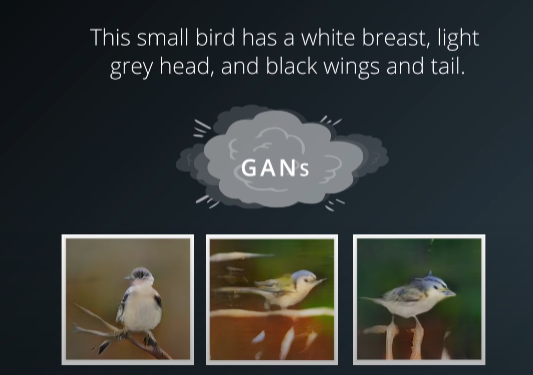 This small bird has a white breast, light
grey head, and black wings and tail.
GANs